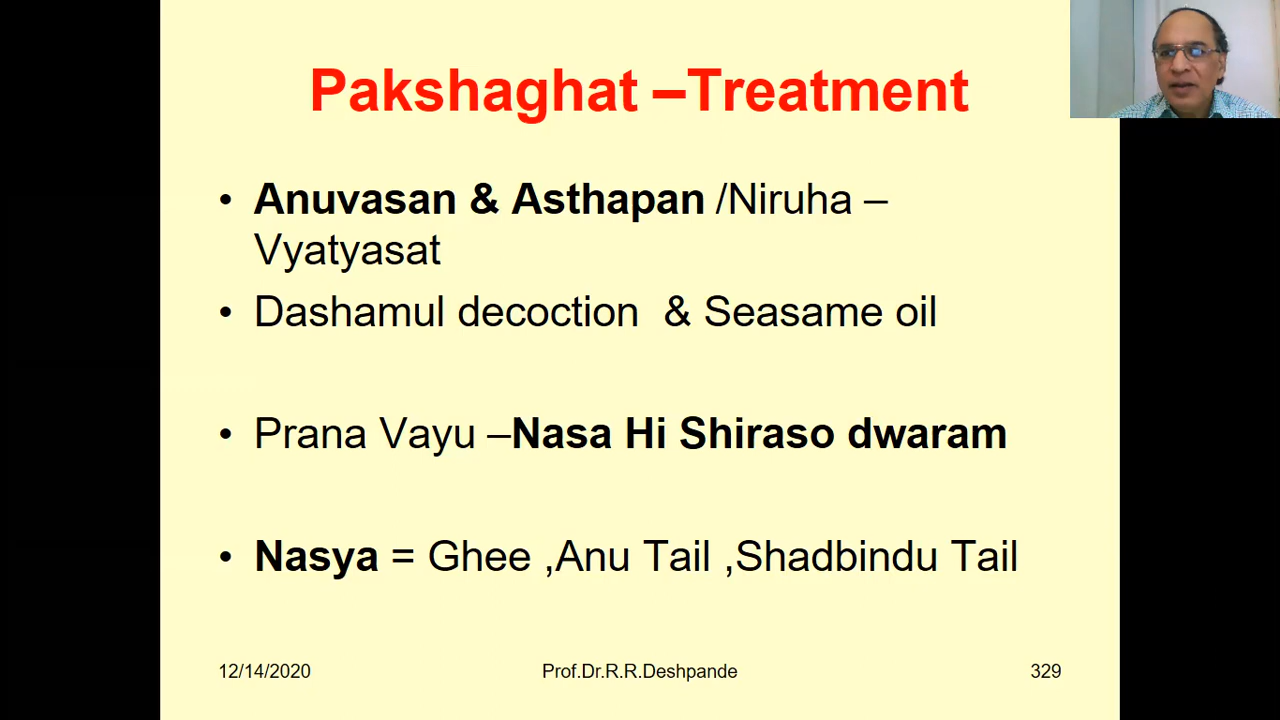 Pakshaghat –Treatment
• Anuvasan & Asthapan /Niruha –
Vyatyasat
• Dashamul decoction & Seasame oil
• Prana Vayu –Nasa Hi Shiraso dwaram
• Nasya = Ghee ,Anu Tail ,Shadbindu Tail
12/14/2020 Prof.Dr.R.R.Deshpande 329